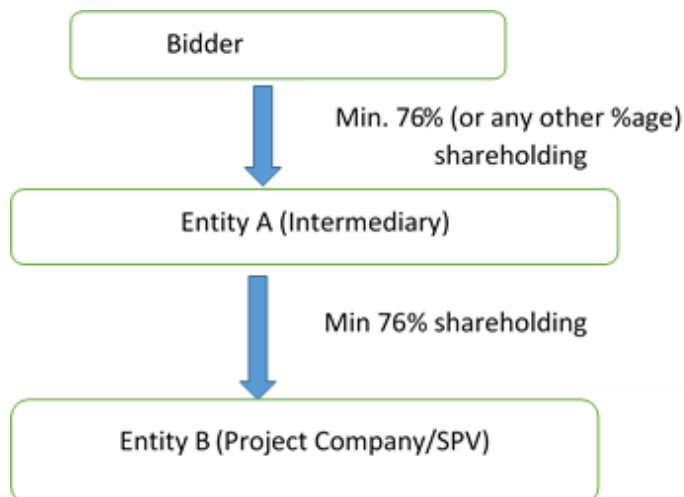 Bidder
Min. 76% (or any other %age)
shareholding
Entity A (Intermediary)
Min 76% shareholding
Entity B (Project Company/SPV)